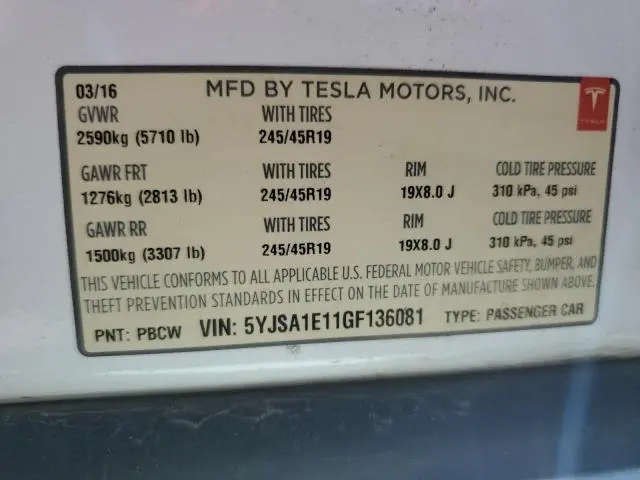 03/16 MFD BY TESLA MOTORS, INC.
GVWR WITH TIRES
2590kg (5710 lb) 245/45R19
GAWR FRT WITH TIRES RIM COLD TIRE PRESSURE
1276kg (2813 lb) 245/45R19 19X8.0 J 310 kPa, 45 psi
GAWR RR WITH TIRES RIM COLD TIRE PRESSURE
1500kg (3307 lb) 245/45R19 19X8.0 J 310 kPa, 45 psi
THIS VEHICLE CONFORMS TO ALL APPLICABLE U.S. FEDERAL MOTOR VEHICLE SAFETY, BUMPER, AND
THEFT PREVENTION STANDARDS IN EFFECT ON THE DATE OF MANUFACTURE SHOWN ABOVE.
PNT: PBCW VIN: 5YJSA1E11GF136081 TYPE: PASSENGER CAR
TESLA